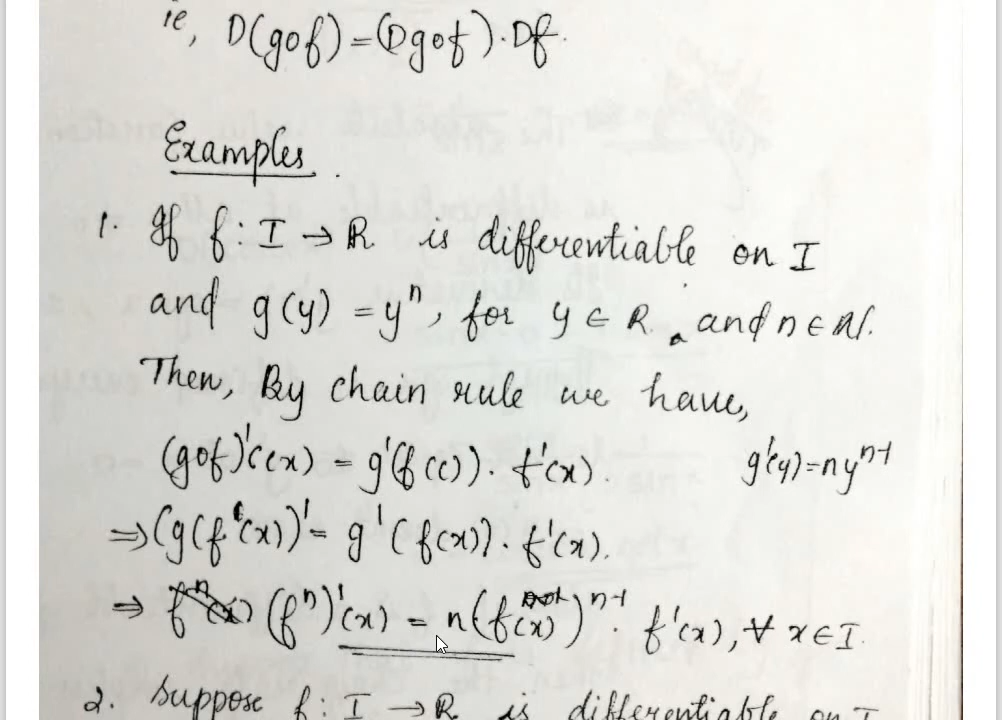 ie, D(gof) = (Dgof)·Df.
Examples.
1. If f: I → R is differentiable on I
and g(y) = yⁿ, for y ∈ R, and n ∈ N.
Then, By chain rule we have,
(gof)'(x) = g'(f(c))· f'(x). g'(y)=nyⁿ⁻¹
⇒ (g(f(x))' = g'(f(x))· f'(x).
⇒ (fⁿ)'(x) = n(f(x))ⁿ⁻¹· f'(x), ∀ x ∈ I.
2. Suppose f: I → R is differentiable on I